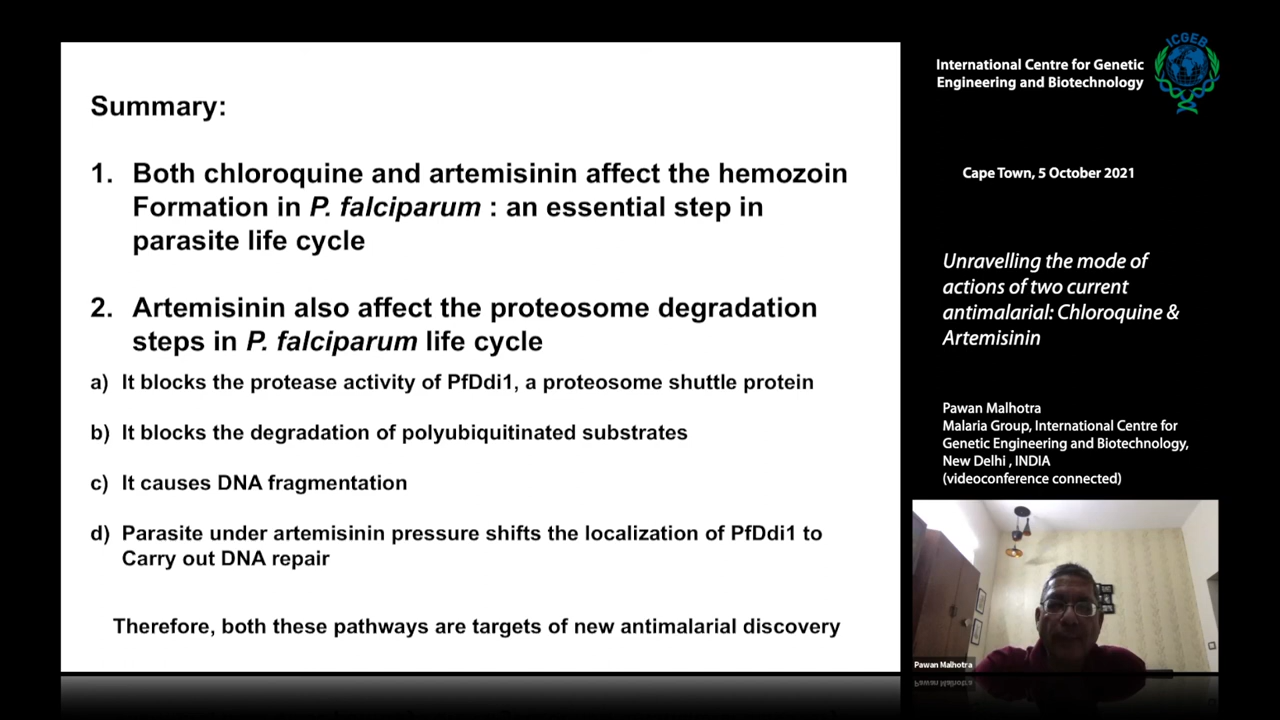 Summary:
1. Both chloroquine and artemisinin affect the hemozoin
Formation in P. falciparum : an essential step in
parasite life cycle
2. Artemisinin also affect the proteosome degradation
steps in P. falciparum life cycle
a) It blocks the protease activity of PfDdi1, a proteosome shuttle protein
b) It blocks the degradation of polyubiquitinated substrates
c) It causes DNA fragmentation
d) Parasite under artemisinin pressure shifts the localization of PfDdi1 to
Carry out DNA repair
Therefore, both these pathways are targets of new antimalarial discovery
International Centre for Genetic
Engineering and Biotechnology
ICGEB
Cape Town, 5 October 2021
Unravelling the mode of
actions of two current
antimalarial: Chloroquine &
Artemisinin
Pawan Malhotra
Malaria Group, International Centre for
Genetic Engineering and Biotechnology,
New Delhi , INDIA
(videoconference connected)
Pawan Malhotra